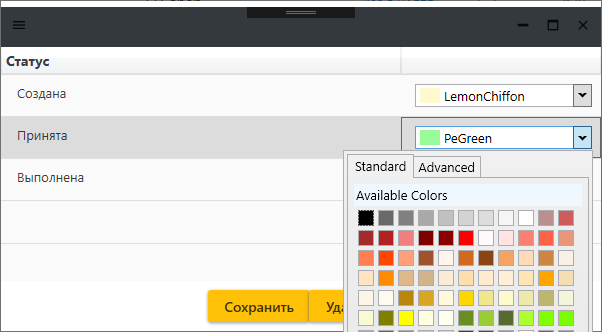 Статус
Создана
LemonChiffon
Принята
PeGreen
Выполнена
Standard
Advanced
Available Colors
Сохранить